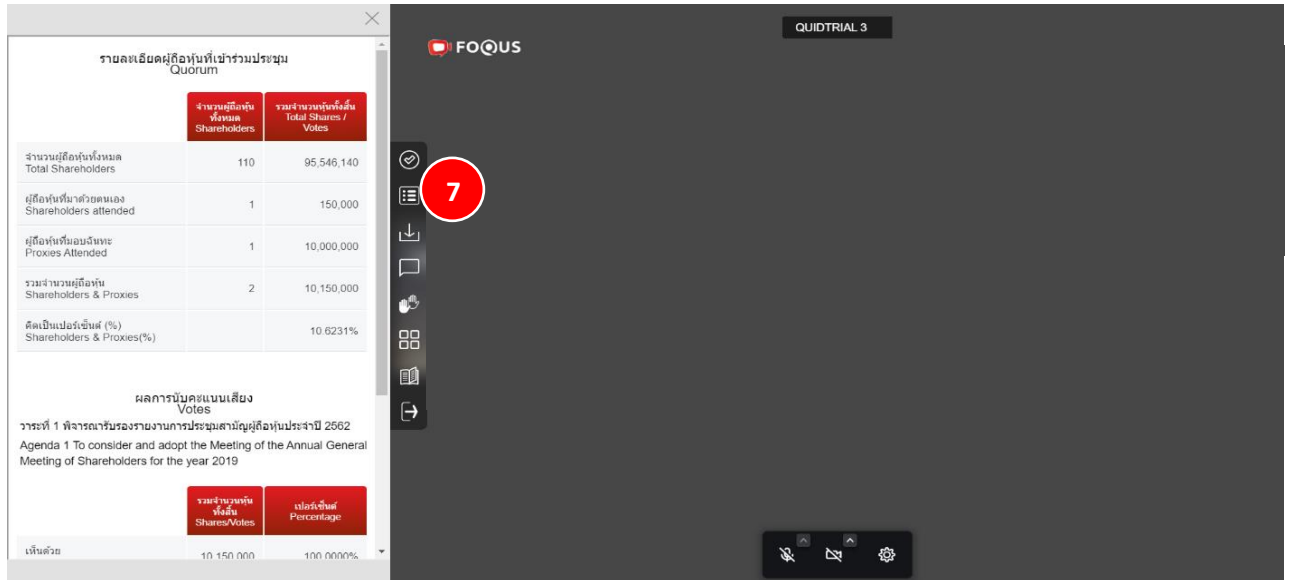 QUIDTRIAL 3
FOQUS
รายละเอียดผู้ถือหุ้นที่เข้าร่วมประชุม
Quorum
จำนวนผู้ถือหุ้น
ทั้งหมด
Shareholders
รวมจำนวนหุ้นทั้งสิ้น
Total Shares /
Votes
จำนวนผู้ถือหุ้นทั้งหมด
Total Shareholders
110
95,546,140
ผู้ถือหุ้นที่มาด้วยตนเอง
Shareholders attended
1
150,000
ผู้ถือหุ้นที่มอบฉันทะ
Proxies Attended
1
10,000,000
รวมจำนวนผู้ถือหุ้น
Shareholders & Proxies
2
10,150,000
คิดเป็นเปอร์เซ็นต์ (%)
Shareholders & Proxies(%)
10.6231%
ผลการนับคะแนนเสียง
Votes
วาระที่ 1 พิจารณารับรองรายงานการประชุมสามัญผู้ถือหุ้นประจำปี 2562
Agenda 1 To consider and adopt the Meeting of the Annual General
Meeting of Shareholders for the year 2019
รวมจำนวนหุ้น
ทั้งสิ้น
Shares/Votes
เปอร์เซ็นต์
Percentage
เห็นด้วย
10,150,000
100.0000%
7